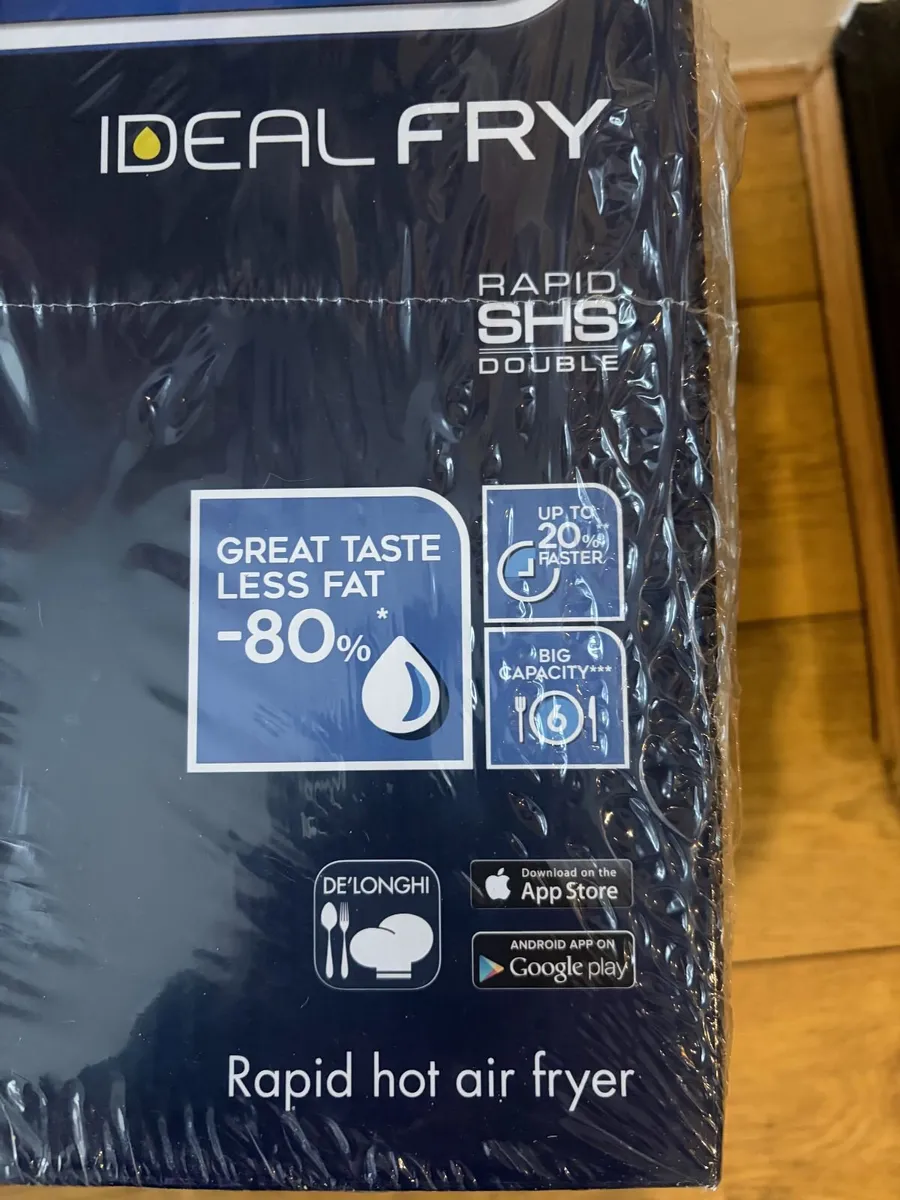 IDEAL FRY
RAPID
SHS
DOUBLE
GREAT TASTE
LESS FAT
-80%*
UP TO
20%**
FASTER
BIG
CAPACITY***
6
DE'LONGHI
Download on the
App Store
ANDROID APP ON
Google play
Rapid hot air fryer